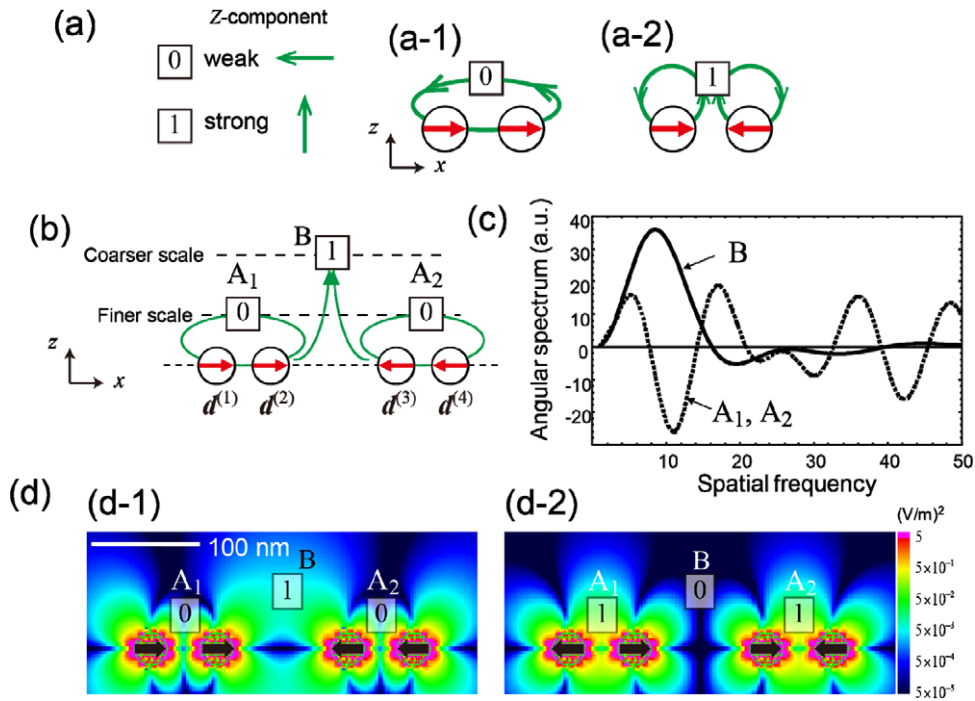 (a)
Z-component
0 weak
1 strong
(a-1)
0
z
x
(a-2)
1
(b)
B
Coarser scale
1
A1
A2
Finer scale
0
0
z
x
d(1) d(2) d(3) d(4)
(c)
Angular spectrum (a.u.)
40
30
20
10
0
-10
-20
B
A1, A2
10 20 30 40 50
Spatial frequency
(d)
(d-1)
100 nm
B
A1
1
A2
0
0
(d-2)
A1
B
A2
1
0
1
(V/m)2
5
5×10-1
5×10-2
5×10-3
5×10-4
5×10-5